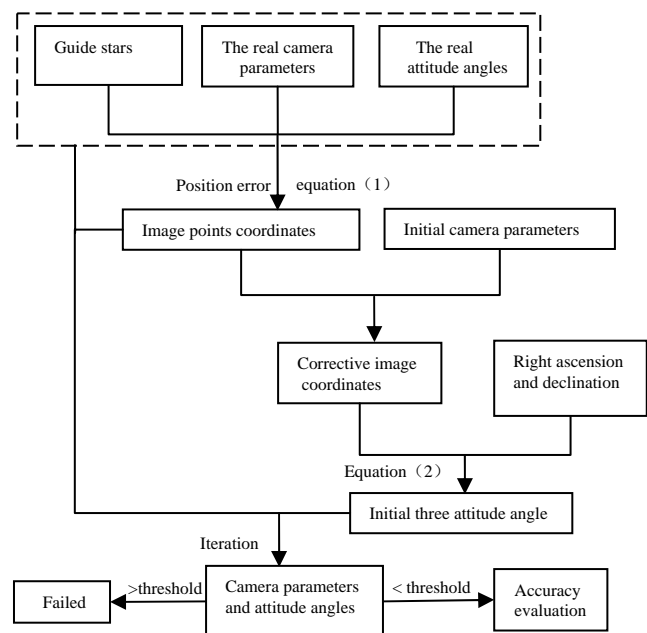 Guide stars
The real camera
parameters
The real
attitude angles
Position error
equation（1）
Image points coordinates
Initial camera parameters
Corrective image
coordinates
Right ascension
and declination
Equation（2）
Initial three attitude angle
Iteration
Failed
>threshold
Camera parameters
and attitude angles
< threshold
Accuracy
evaluation